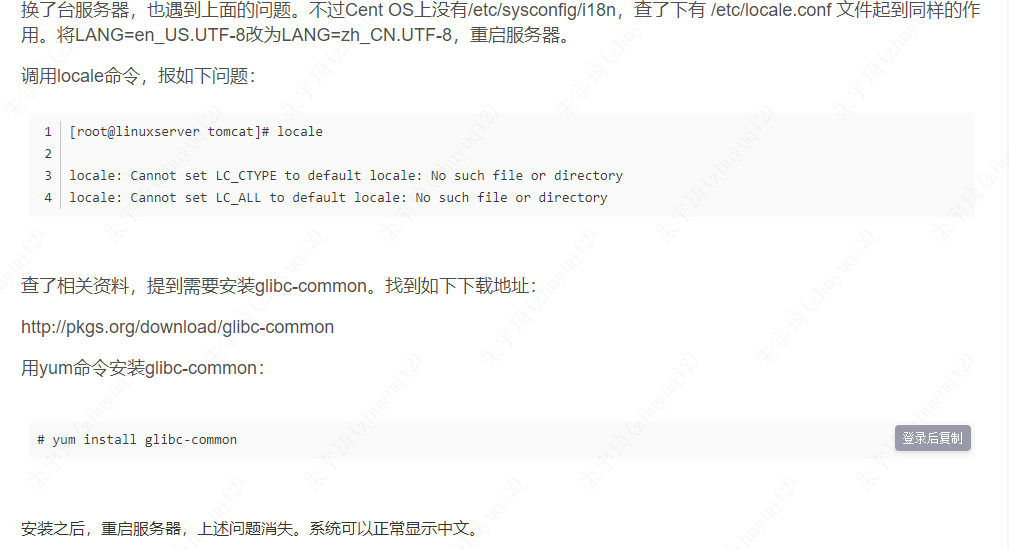 换了台服务器，也遇到上面的问题。不过Cent OS上没有/etc/sysconfig/i18n，查了下有 /etc/locale.conf 文件起到同样的作
用。将LANG=en_US.UTF-8改为LANG=zh_CN.UTF-8，重启服务器。
调用locale命令，报如下问题：
1 [root@linuxserver tomcat]# locale
2
3 locale: Cannot set LC_CTYPE to default locale: No such file or directory
4 locale: Cannot set LC_ALL to default locale: No such file or directory
查了相关资料，提到需要安装glibc-common。找到如下下载地址：
http://pkgs.org/download/glibc-common
用yum命令安装glibc-common：
# yum install glibc-common
登录后复制
安装之后，重启服务器，上述问题消失。系统可以正常显示中文。
朱宇琦(zhuyuqi2)